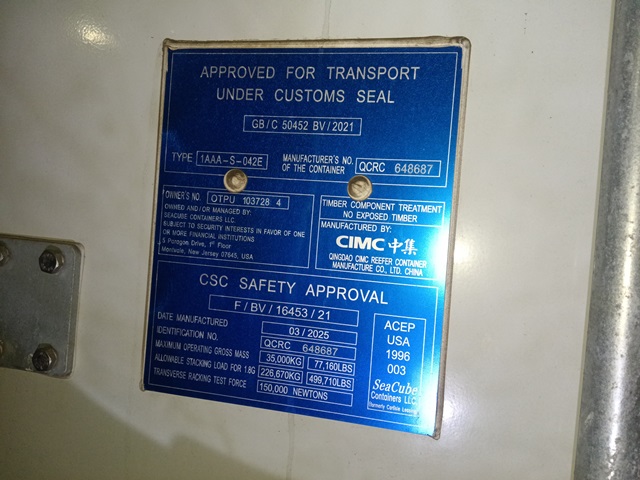 APPROVED FOR TRANSPORT
UNDER CUSTOMS SEAL
GB/C 50452 BV/2021
TYPE 1AAA-S-042E
MANUFACTURER'S NO.
OF THE CONTAINER QCRC 648687
OWNER'S NO. QTPU 103728 4
OWNED AND/OR MANAGED BY:
SEACUBE CONTAINERS LLC
SUBJECT TO SECURITY INTERESTS IN FAVOR OF ONE
OR MORE FINANCIAL INSTITUTIONS
5 Paragon Drive, 1st Floor
Montvale, New Jersey 07645, USA
TIMBER COMPONENT TREATMENT
NO EXPOSED TIMBER
MANUFACTURED BY:
CIMC 中集
QINGDAO CIMC REEFER CONTAINER
MANUFACTURE CO., LTD. CHINA
CSC SAFETY APPROVAL
F/BV/16453/21
DATE MANUFACTURED 03/2025
IDENTIFICATION NO. QCRC 648687
MAXIMUM OPERATING GROSS MASS 35,000KG 77,160LBS
ALLOWABLE STACKING LOAD FOR 1.8G 226,670KG 499,710LBS
TRANSVERSE RACKING TEST FORCE 150,000 NEWTONS
ACEP
USA
1996
003
SeaCube
Containers LLC
Formerly Carlisle Leasing